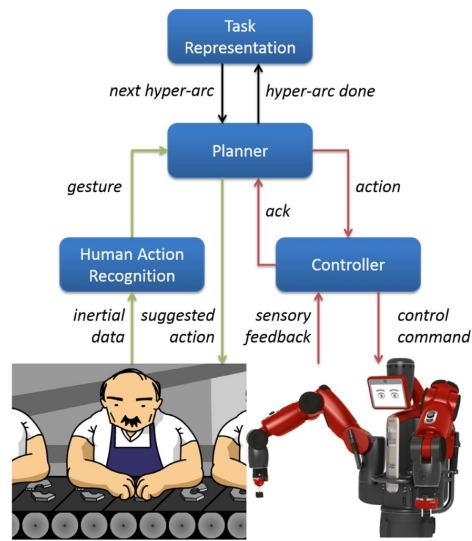 Task
Representation
next hyper-arc
hyper-arc done
Planner
gesture
action
ack
Human Action
Recognition
Controller
inertial
data
suggested
action
sensory
feedback
control
command